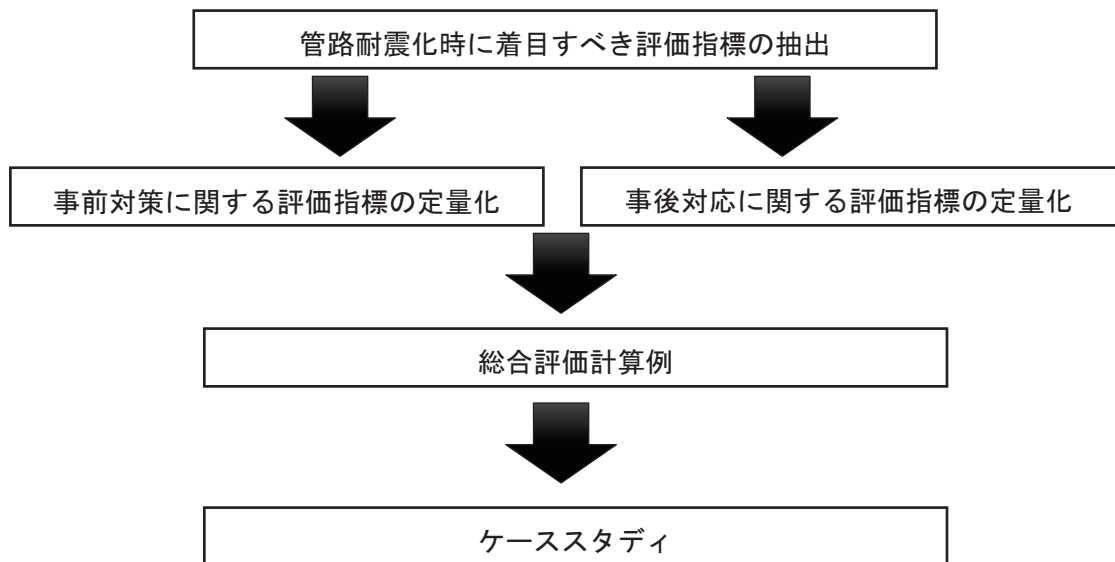 管路耐震化時に着目すべき評価指標の抽出
事前対策に関する評価指標の定量化
事後対応に関する評価指標の定量化
総合評価計算例
ケーススタディ